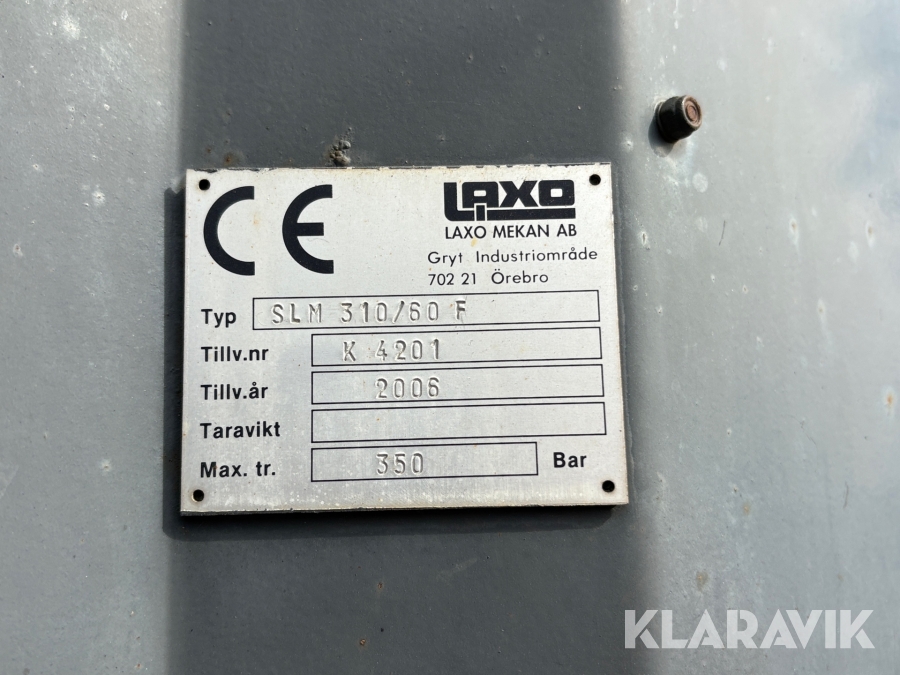 CE
LAXO
LAXO MEKAN AB
Gryt Industriområde
702 21 Örebro
Typ SLM 310/60 F
Tillv.nr K 4201
Tillv.år 2006
Taravikt
Max. tr. 350 Bar
KLARAVIK